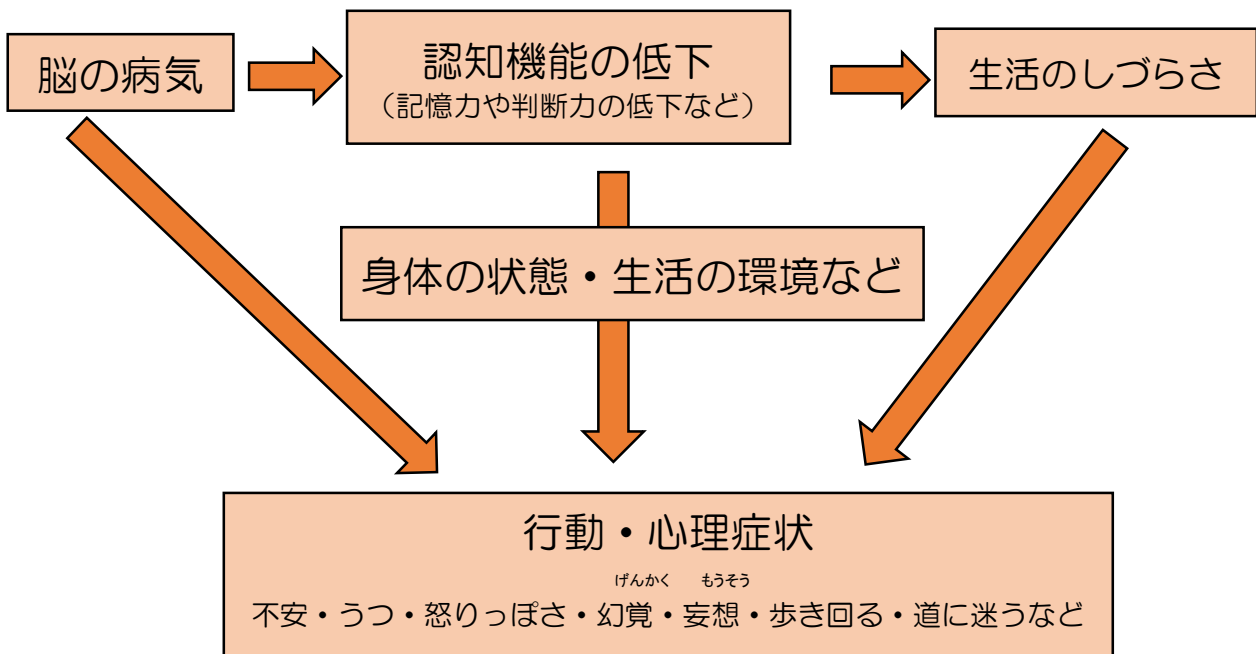 脳の病気
認知機能の低下
（記憶力や判断力の低下など）
生活のしづらさ
身体の状態・生活の環境など
行動・心理症状
げんかく もうそう
不安・うつ・怒りっぽさ・幻覚・妄想・歩き回る・道に迷うなど